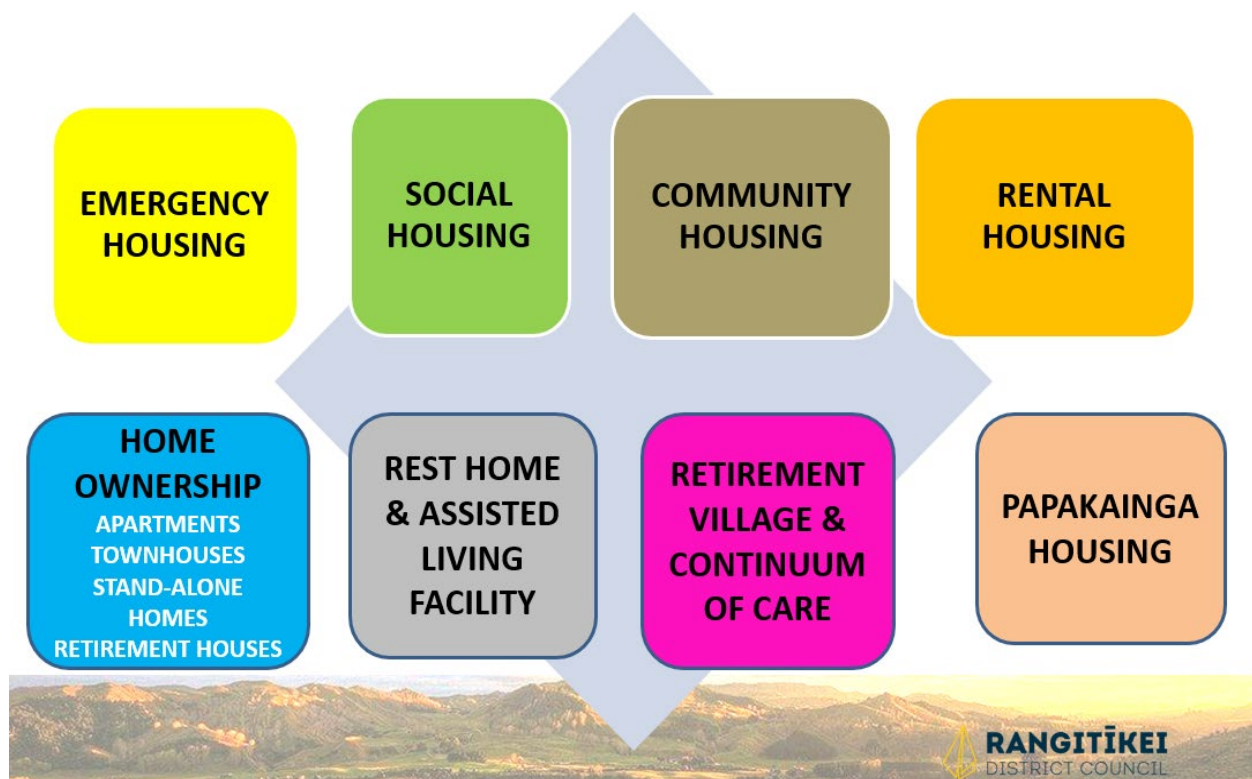 EMERGENCY
HOUSING
SOCIAL
HOUSING
COMMUNITY
HOUSING
RENTAL
HOUSING
HOME
OWNERSHIP
APARTMENTS
TOWNHOUSES
STAND-ALONE
HOMES
RETIREMENT HOUSES
REST HOME
& ASSISTED
LIVING
FACILITY
RETIREMENT
VILLAGE &
CONTINUUM
OF CARE
PAPAKAINGA
HOUSING
RANGITĪKEI
DISTRICT COUNCIL